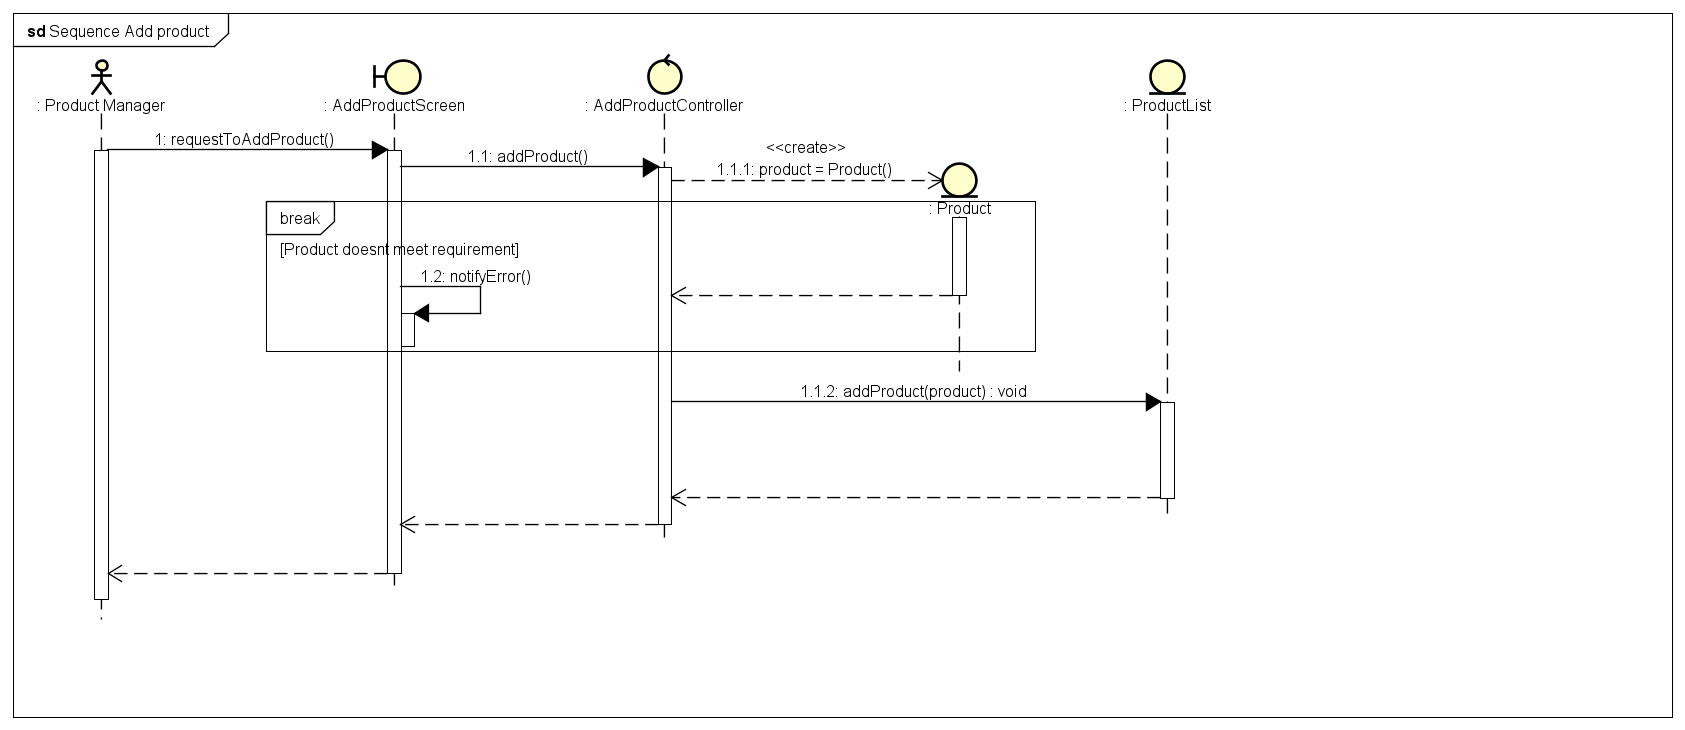 sd Sequence Add product
: Product Manager
: AddProductScreen
: AddProductController
: ProductList
1: requestToAddProduct()
1.1: addProduct()
<<create>>
1.1.1: product = Product()
: Product
break
[Product doesnt meet requirement]
1.2: notifyError()
1.1.2: addProduct(product) : void